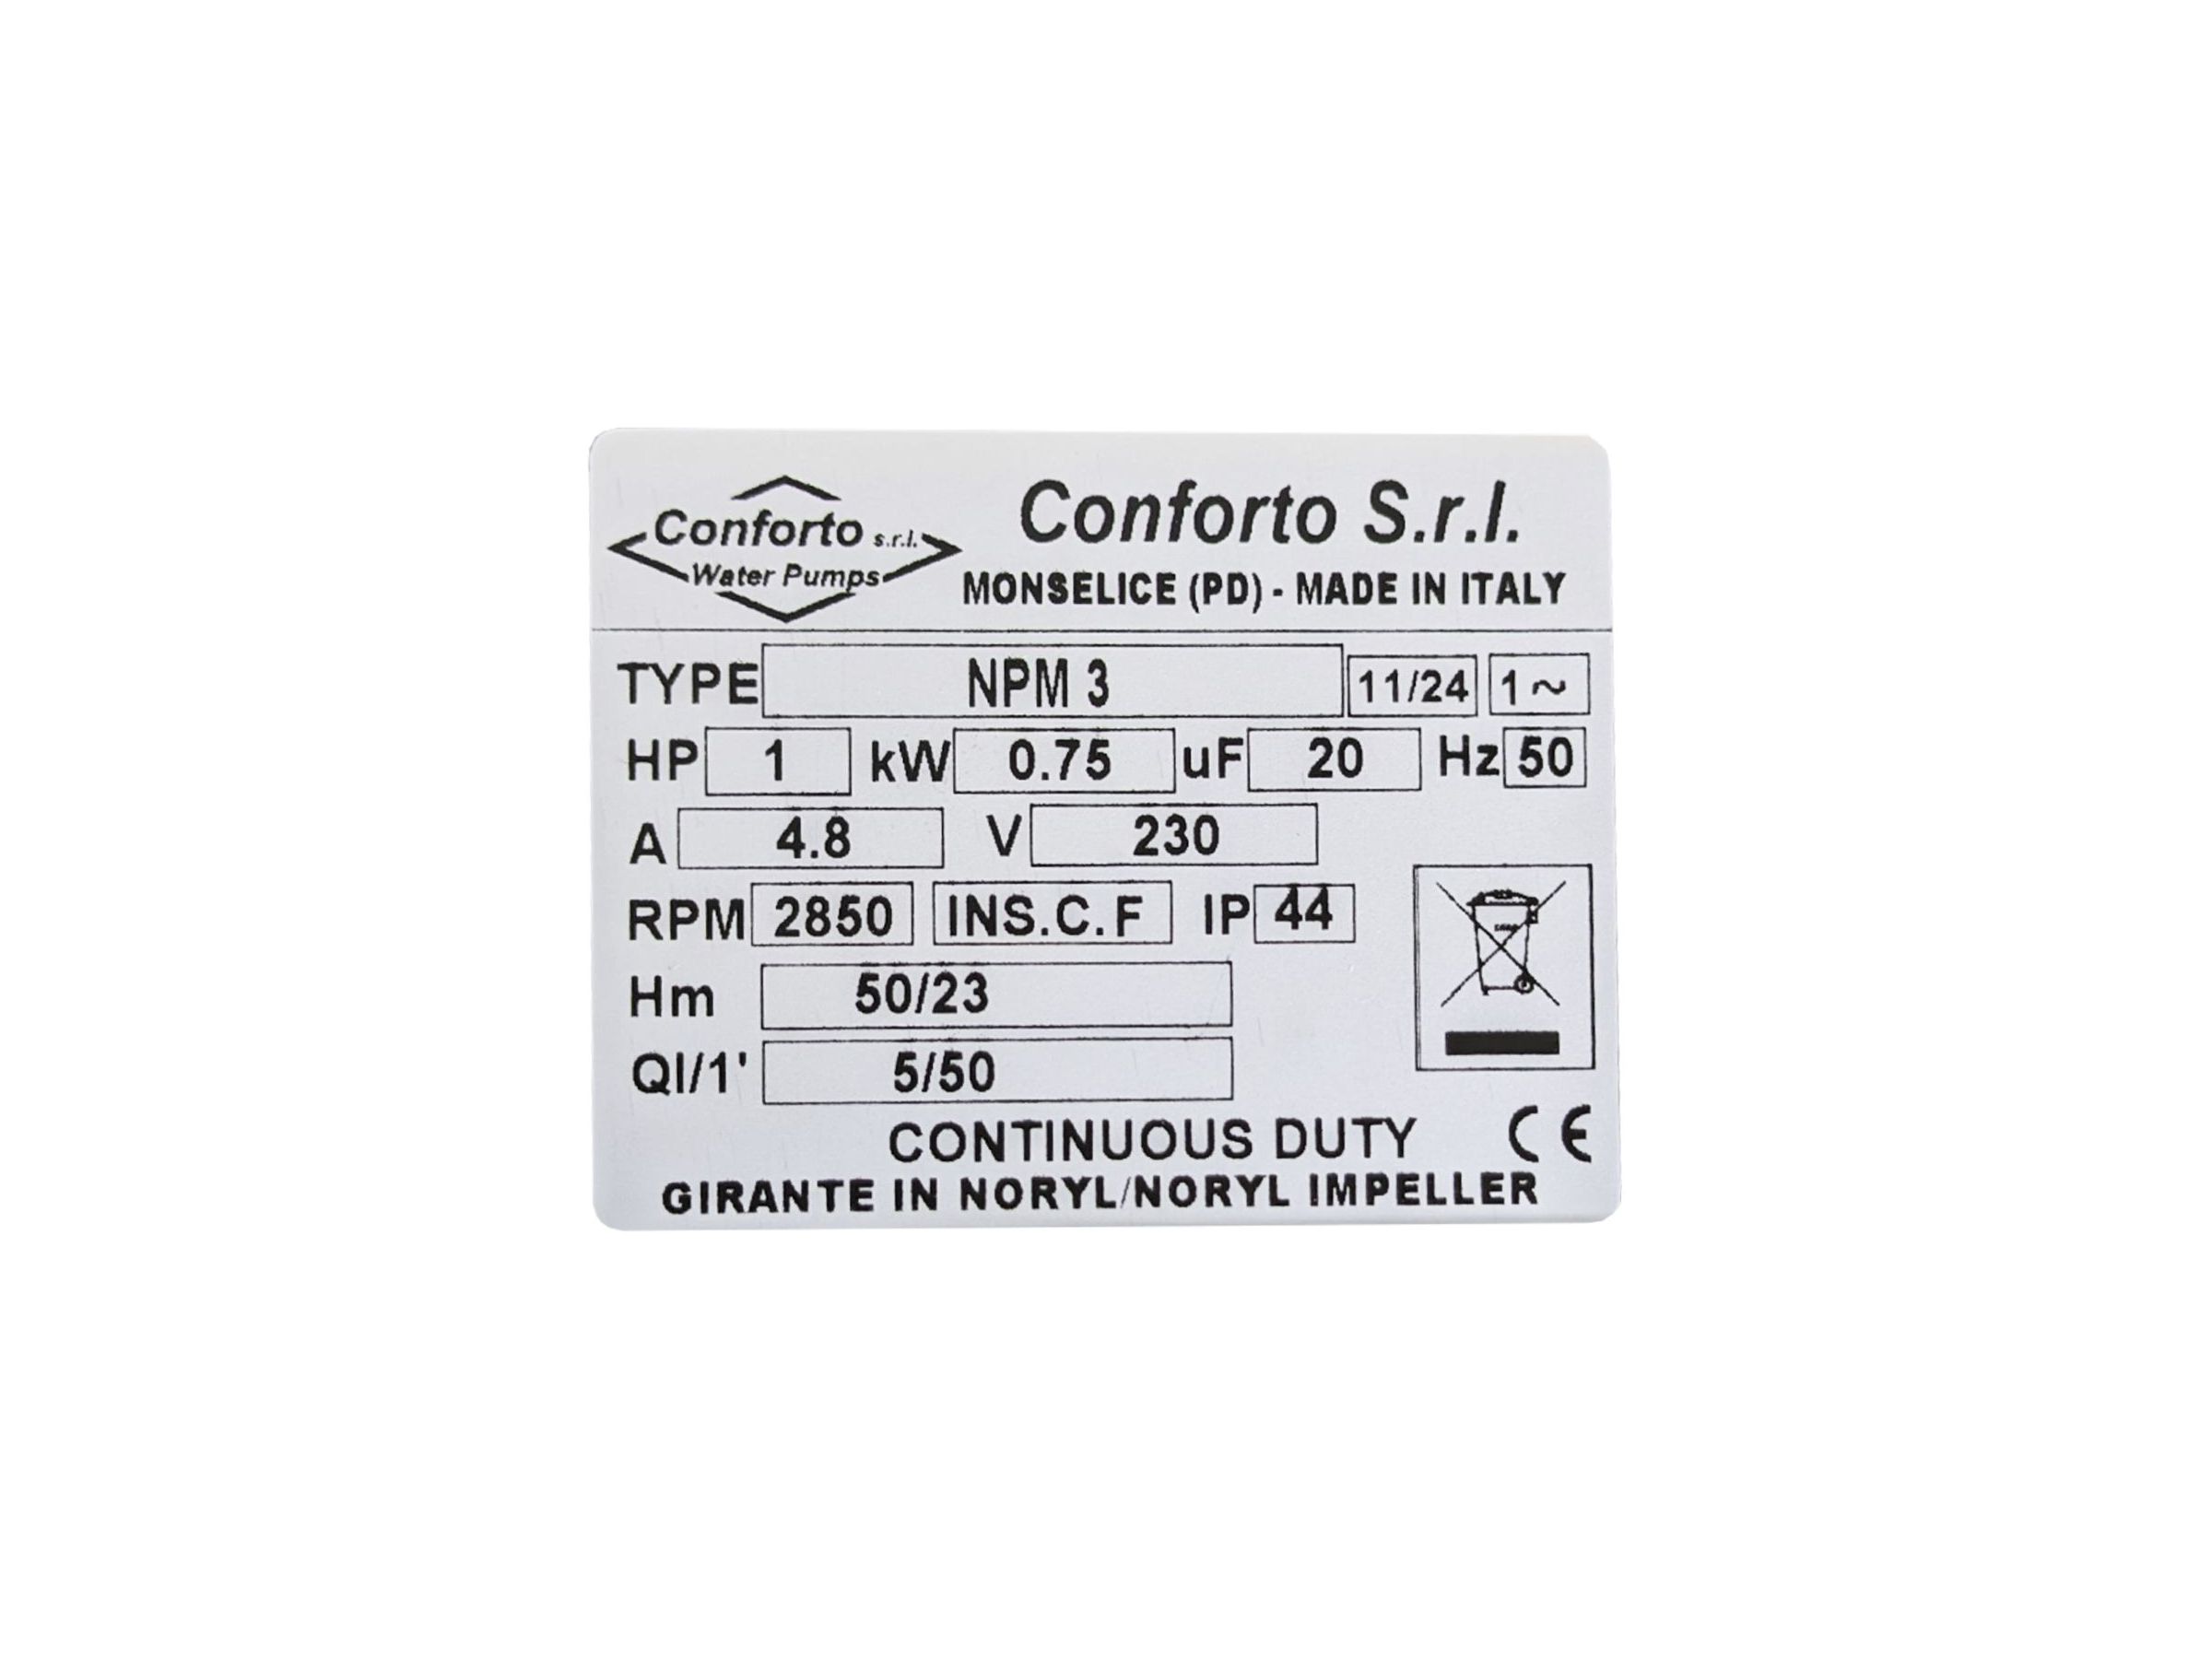 Conforto s.r.l.
Water Pumps
Conforto S.r.l.
MONSELICE (PD) - MADE IN ITALY
TYPE NPM 3 11/24 1~
HP 1 kW 0.75 uF 20 Hz 50
A 4.8 V 230
RPM 2850 INS.C.F IP 44
Hm 50/23
Ql/1' 5/50
CONTINUOUS DUTY CE
GIRANTE IN NORYL/NORYL IMPELLER